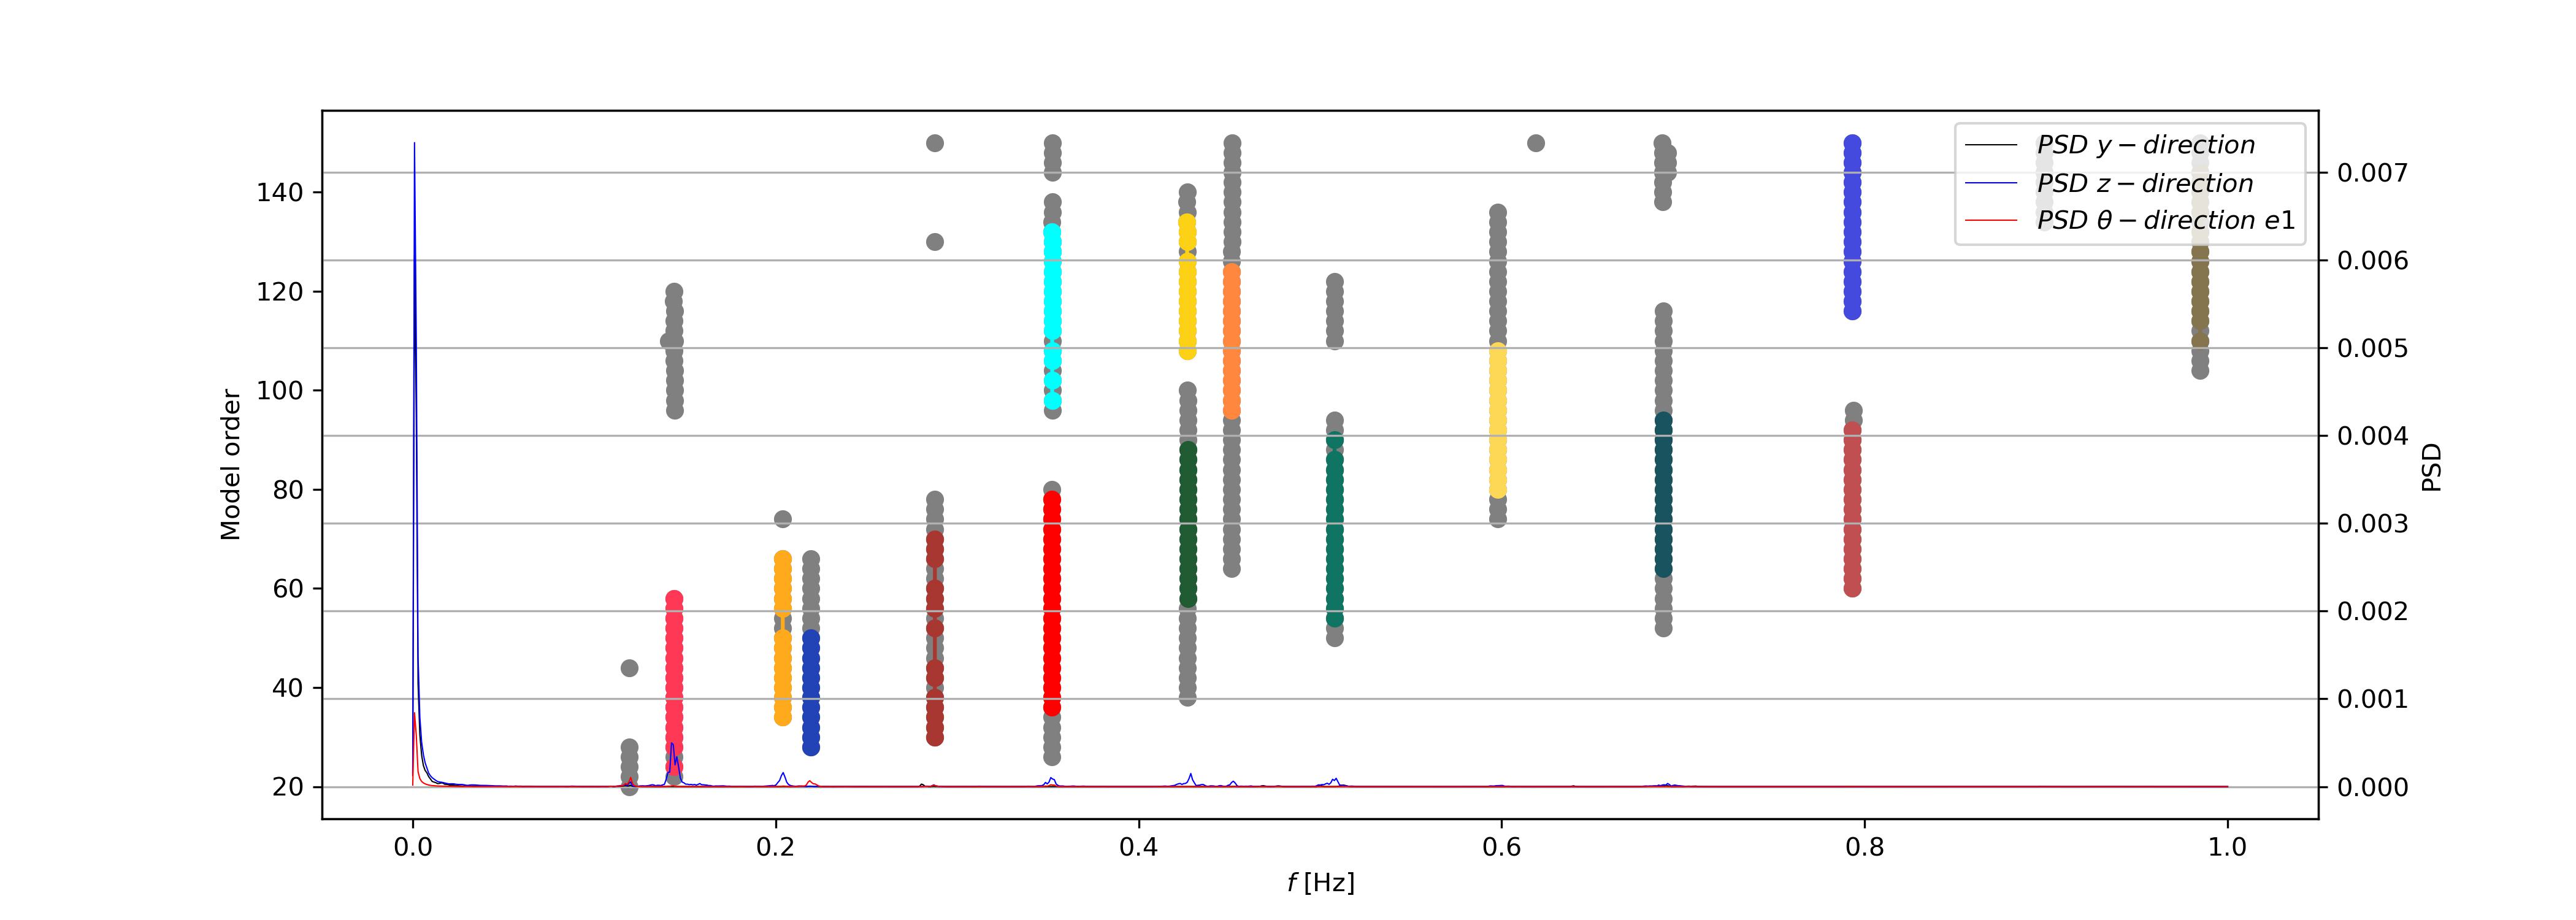 PSD y − direction
PSD z − direction
PSD θ − direction e1
140
120
100
80
60
40
20
Model order
0.007
0.006
0.005
0.004
0.003
0.002
0.001
0.000
PSD
0.0 0.2 0.4 0.6 0.8 1.0
f [Hz]